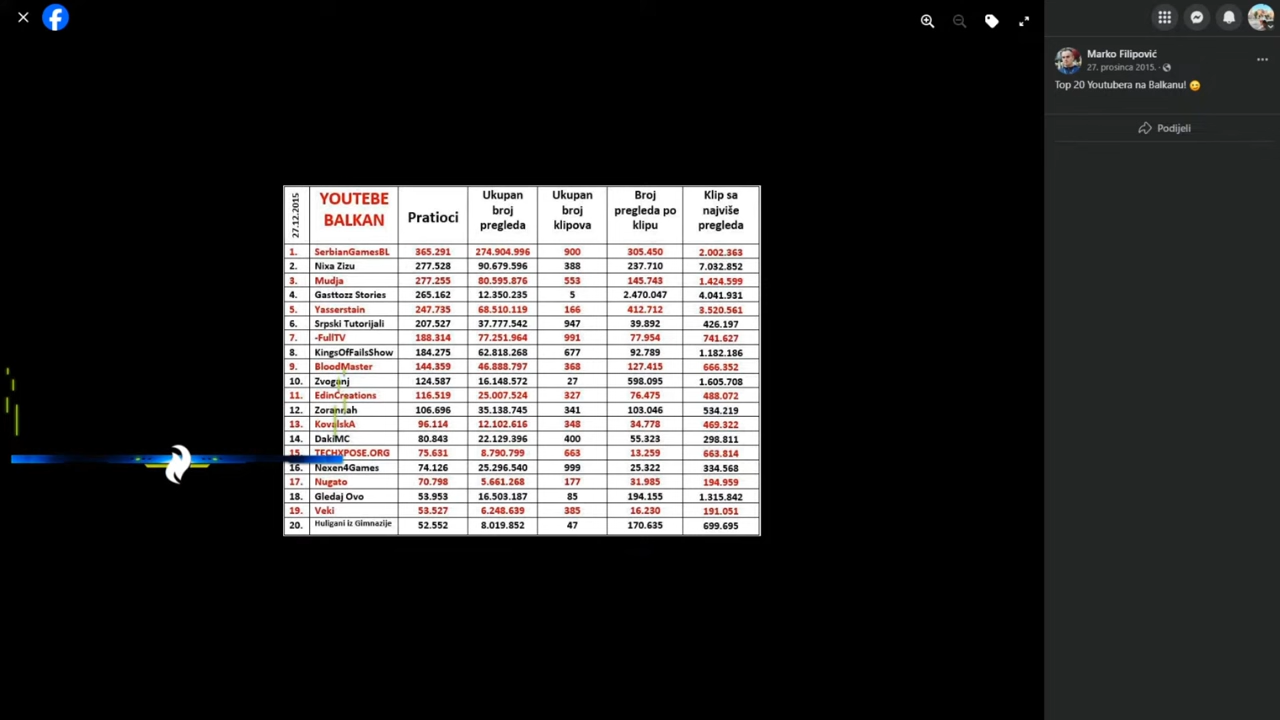 Marko Filipović
27. prosinca 2015. ·
Top 20 Youtubera na Balkanu! 😊
Podijeli
27.12.2015 YOUTEBE BALKAN Pratioci Ukupan broj pregleda Ukupan broj klipova Broj pregleda po klipu Klip sa najviše pregleda
1. SerbianGamesBL 365.291 274.904.996 900 305.450 2.002.363
2. Nixa Zizu 277.528 90.679.596 388 237.710 7.032.852
3. Mudja 277.255 80.595.876 553 145.743 1.424.599
4. Gasttozz Stories 265.162 12.350.235 5 2.470.047 4.041.931
5. Yasserstain 247.735 68.510.119 166 412.712 3.520.561
6. Srpski Tutorijali 207.527 37.777.542 947 39.892 426.197
7. -FullTV 188.314 77.251.964 991 77.954 741.627
8. KingsOfFailsShow 184.275 62.818.268 677 92.789 1.182.186
9. BloodMaster 144.359 46.888.797 368 127.415 666.352
10. Zvoganj 124.587 16.148.572 27 598.095 1.605.708
11. EdinCreations 116.519 25.007.524 327 76.475 488.072
12. Zorannah 106.696 35.138.745 341 103.046 534.219
13. KovalskA 96.114 12.102.616 348 34.778 469.322
14. DakiMC 80.843 22.129.396 400 55.323 298.811
15. TECHXPOSE.ORG 75.631 8.790.799 663 13.259 663.814
16. Nexen4Games 74.126 25.296.540 999 25.322 334.568
17. Nugato 70.798 5.661.268 177 31.985 194.959
18. Gledaj Ovo 53.953 16.503.187 85 194.155 1.315.842
19. Veki 53.527 6.248.639 385 16.230 191.051
20. Huligani iz Gimnazije 52.552 8.019.852 47 170.635 699.695